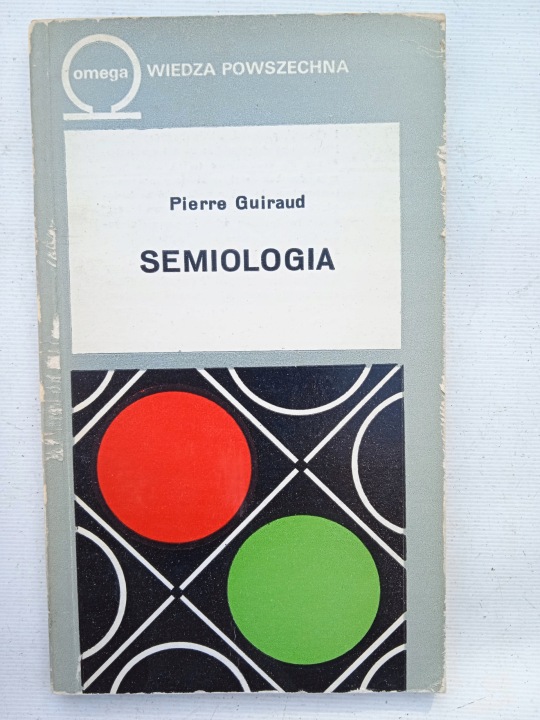 omega WIEDZA POWSZECHNA
Pierre Guiraud
SEMIOLOGIA